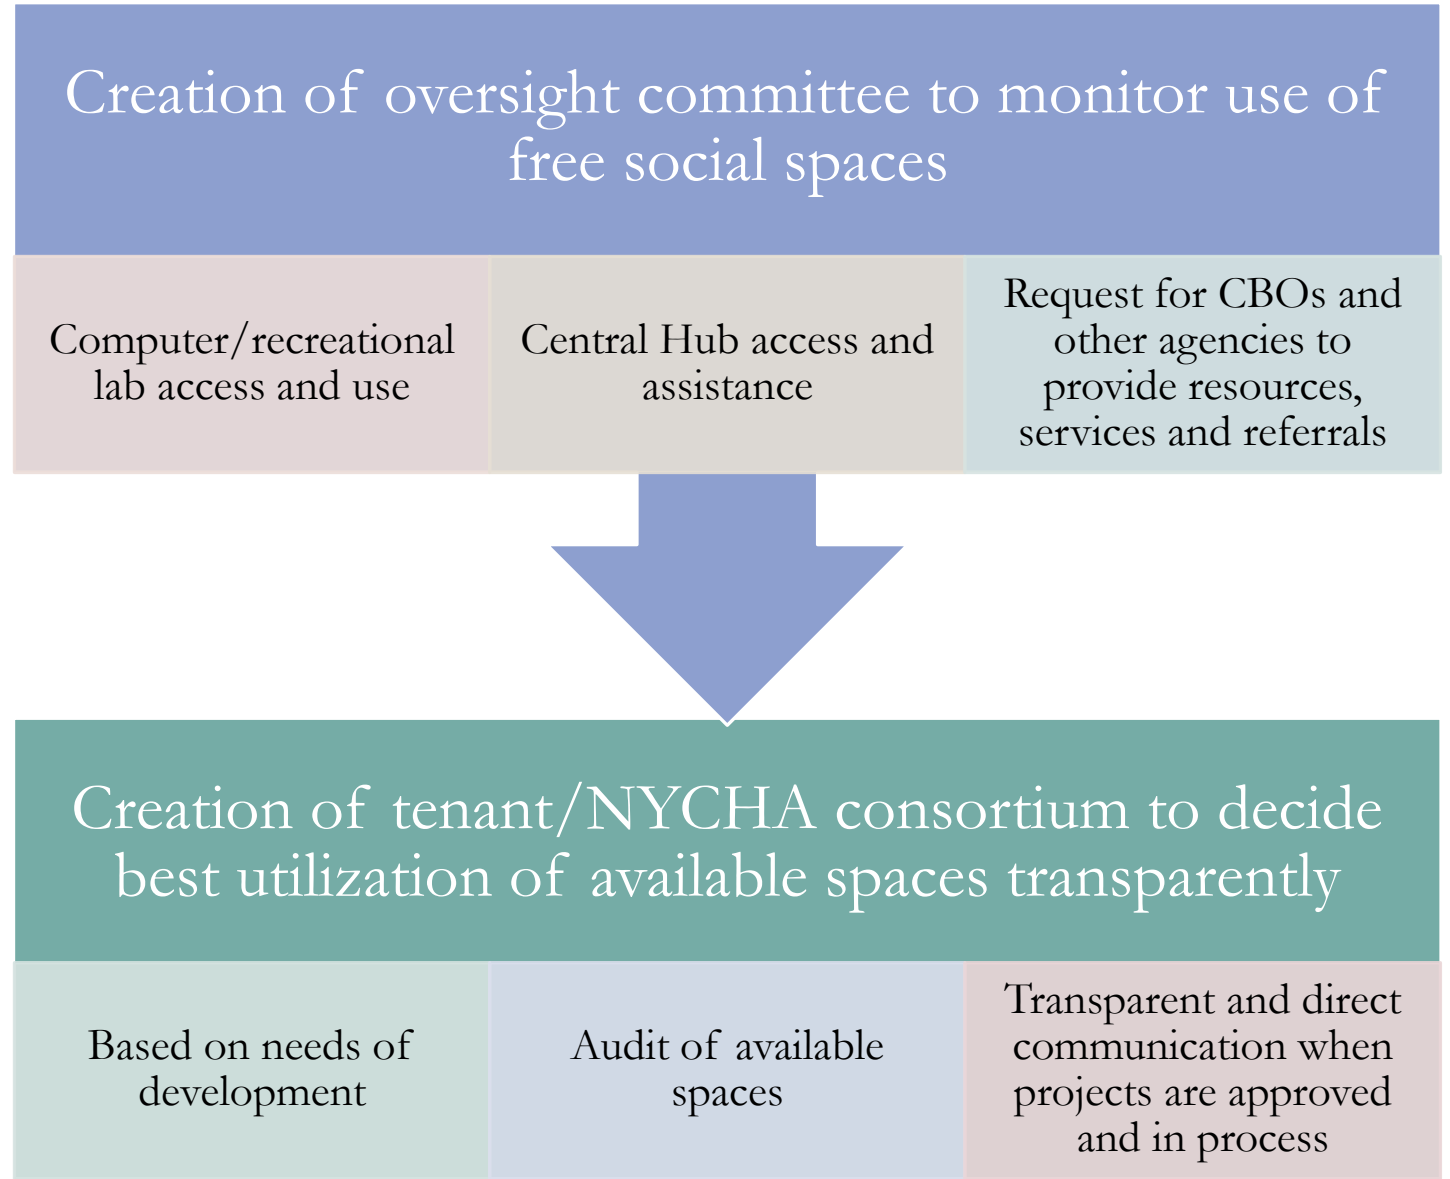 Creation of oversight committee to monitor use of
free social spaces
Computer/recreational
lab access and use
Central Hub access and
assistance
Request for CBOs and
other agencies to
provide resources,
services and referrals
Creation of tenant/NYCHA consortium to decide
best utilization of available spaces transparently
Based on needs of
development
Audit of available
spaces
Transparent and direct
communication when
projects are approved
and in process